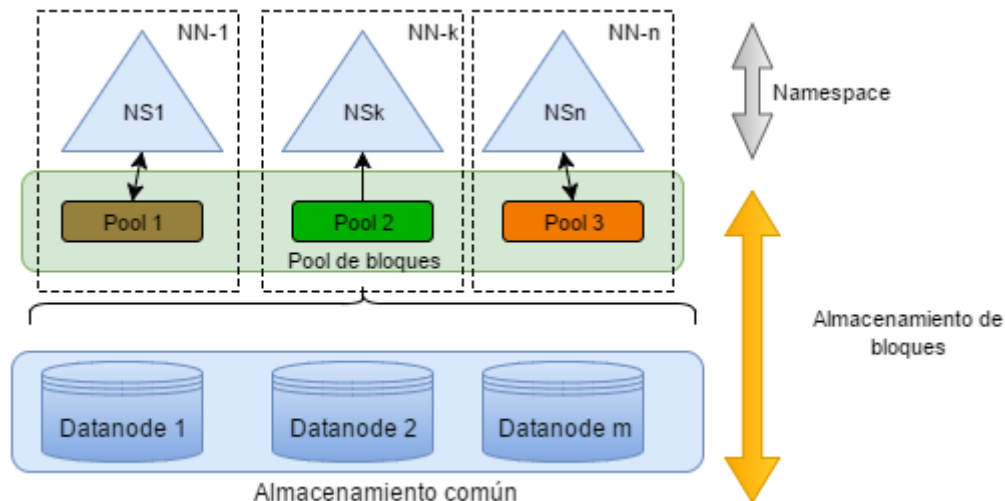 NN-1
NN-k
NN-n
NS1
NSk
NSn
Namespace
Pool 1
Pool 2
Pool 3
Pool de bloques
Almacenamiento de
bloques
Datanode 1
Datanode 2
Datanode m
Almacenamiento común